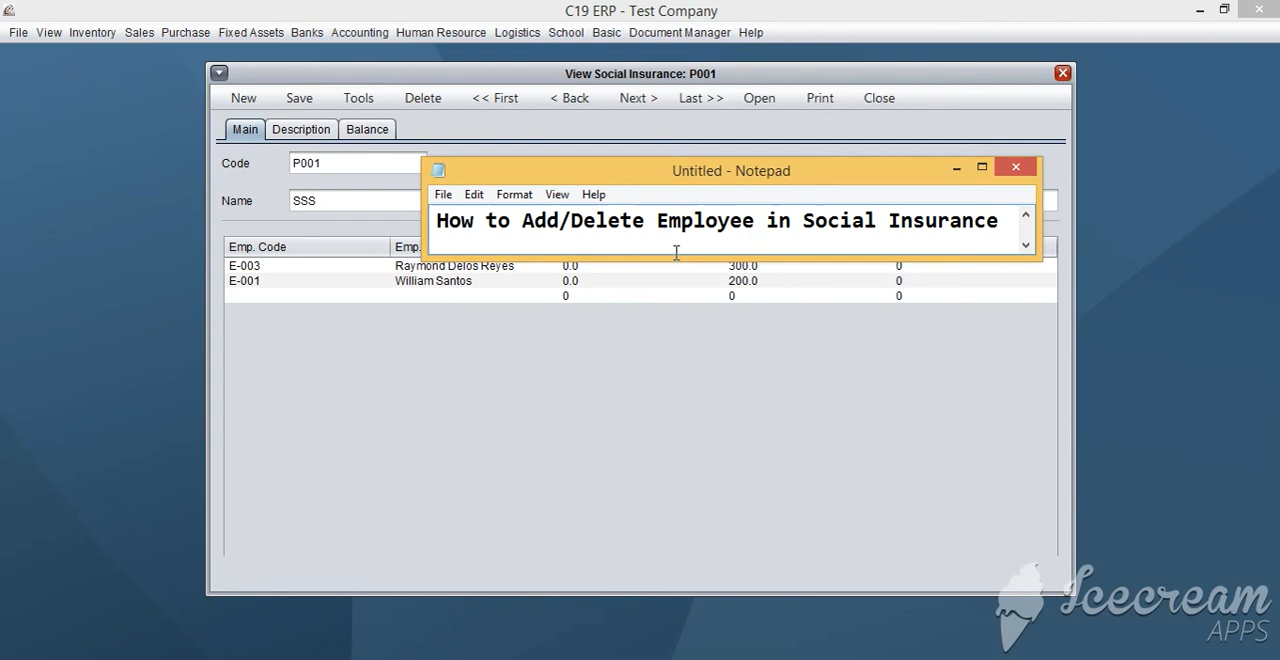 C19 ERP - Test Company
File View Inventory Sales Purchase Fixed Assets Banks Accounting Human Resource Logistics School Basic Document Manager Help
View Social Insurance: P001
New Save Tools Delete << First < Back Next > Last >> Open Print Close
Main Description Balance
Code P001
Untitled - Notepad
File Edit Format View Help
Name SSS
How to Add/Delete Employee in Social Insurance
Emp. Code Emp.
E-003 Raymond Delos Reyes 0.0 300.0 0
E-001 William Santos 0.0 200.0 0
0 0 0
Icecream
APPS